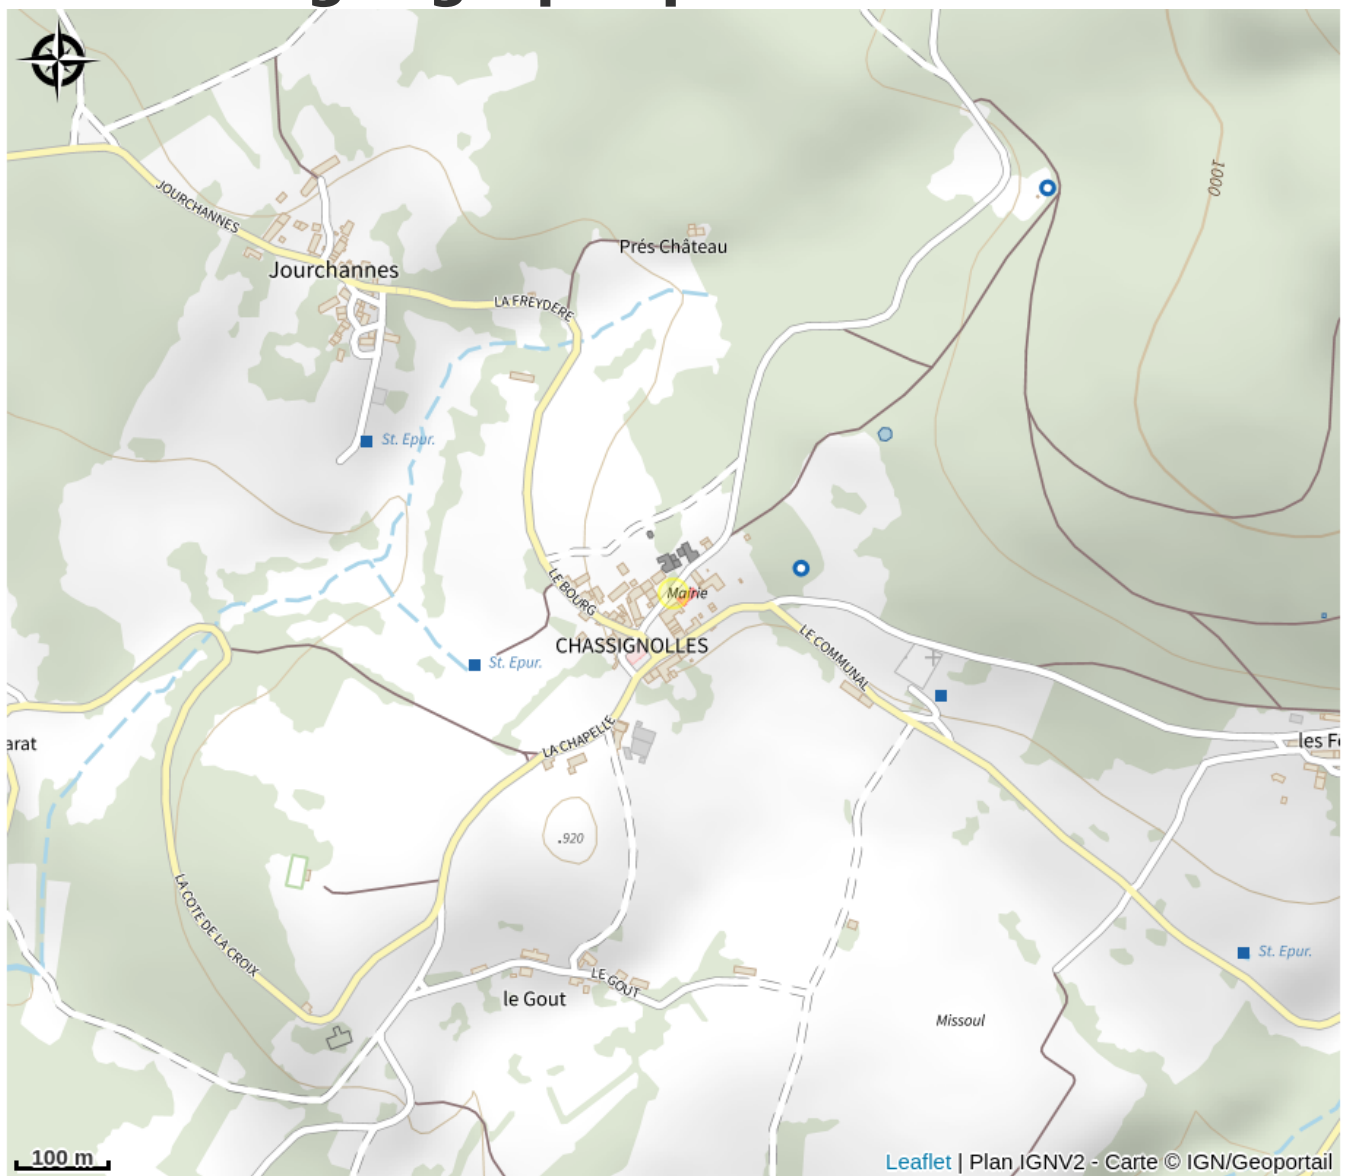 1000
JOURCHANNES
Prés Château
Jourchannes
LA FREYDERE
St. Epur.
LE BOURG
Mairie
CHASSIGNOLLES
St. Epur.
LE COMMUNAL
LA CHAPELLE
arat
les Fo
.920
LA COTE DE LA CROIX
St. Epur.
LE GOUT
le Gout
Missoul
100 m
Leaflet | Plan IGNV2 - Carte © IGN/Geoportail